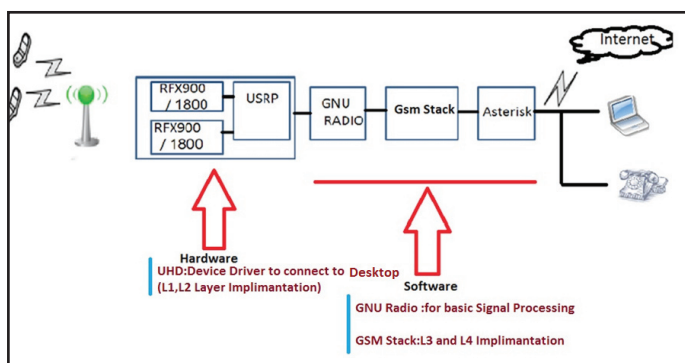 Internet
RFX900
/ 1800
USRP
RFX900
/ 1800
GNU
RADIO
Gsm Stack
Asterisk
Hardware
UHD:Device Driver to connect to Desktop
(L1,L2 Layer Implimantation)
Software
GNU Radio :for basic Signal Processing
GSM Stack:L3 and L4 Implimantation